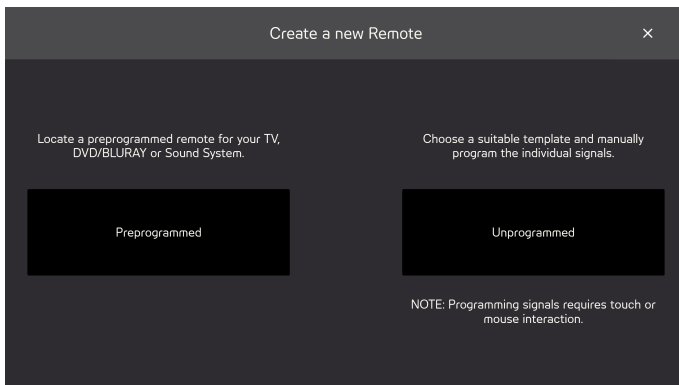 Create a new Remote
Locate a preprogrammed remote for your TV,
DVD/BLURAY or Sound System.
Preprogrammed
Choose a suitable template and manually
program the individual signals.
Unprogrammed
NOTE: Programming signals requires touch or
mouse interaction.